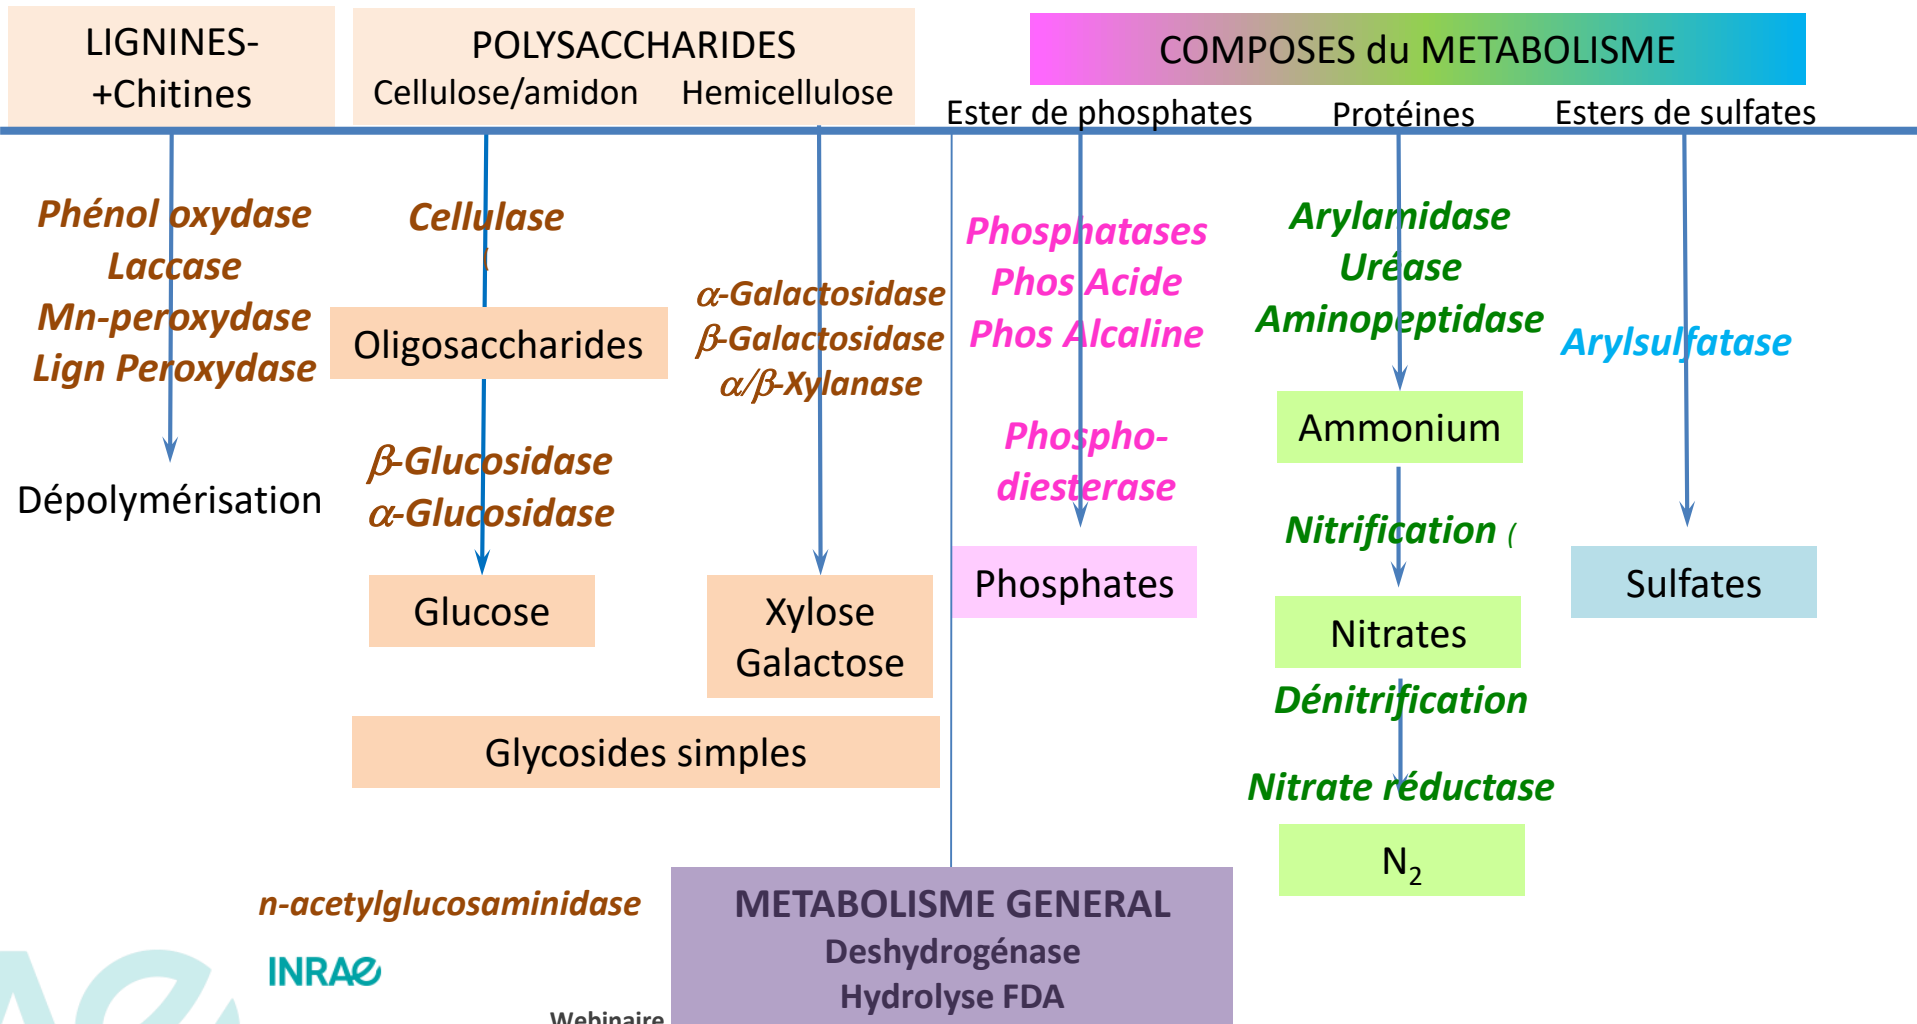 LIGNINES-
+Chitines
POLYSACCHARIDES
Cellulose/amidon Hemicellulose
COMPOSES du METABOLISME
Ester de phosphates
Protéines
Esters de sulfates
Phénol oxydase
Laccase
Mn-peroxydase
Lign Peroxydase
Dépolymérisation
Cellulase
(
Oligosaccharides
β-Glucosidase
α-Glucosidase
Glucose
α-Galactosidase
β-Galactosidase
α/β-Xylanase
Xylose
Galactose
Glycosides simples
Phosphatases
Phos Acide
Phos Alcaline
Phospho-
diesterase
Phosphates
Arylamidase
Uréase
Aminopeptidase
Ammonium
Nitrification (
Nitrates
Dénitrification
Nitrate réductase
N₂
Arylsulfatase
Sulfates
n-acetylglucosaminidase
METABOLISME GENERAL
Deshydrogénase
Hydrolyse FDA
INRAE
Webinaire